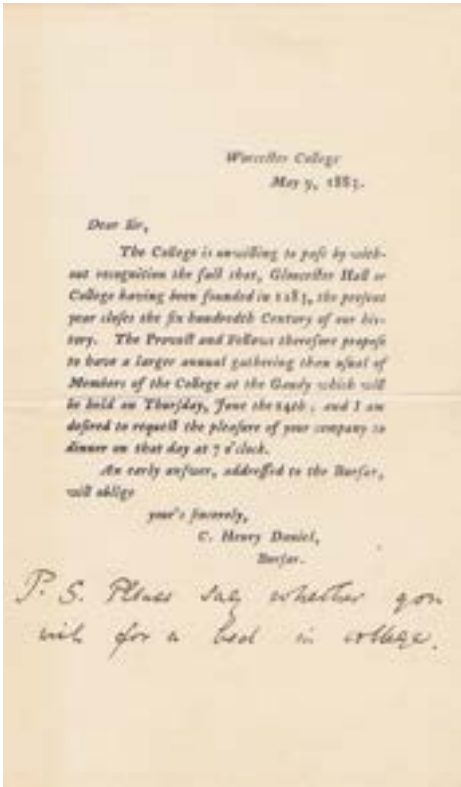 Worceſter College
May 9, 1883.
Dear Sir,
The College is unwilling to paſs by with-
out recognition the fact that, Glouceſter Hall or
College having been founded in 1283, the preſent
year cloſes the ſix hundredth Century of our hiſ-
tory. The Provoſt and Fellows therefore propoſe
to have a larger annual gathering then uſual of
Members of the College at the Gaudy which will
be held on Thurſday, June the 14th, and I am
deſired to requeſt the pleaſure of your company to
dinner on that day at 7 o'clock.
An early anſwer, addreſſed to the Burſar,
will oblige
your's ſincerely,
C. Henry Daniel,
Burſar.
P. S. Please say whether you
wish for a bed in college.